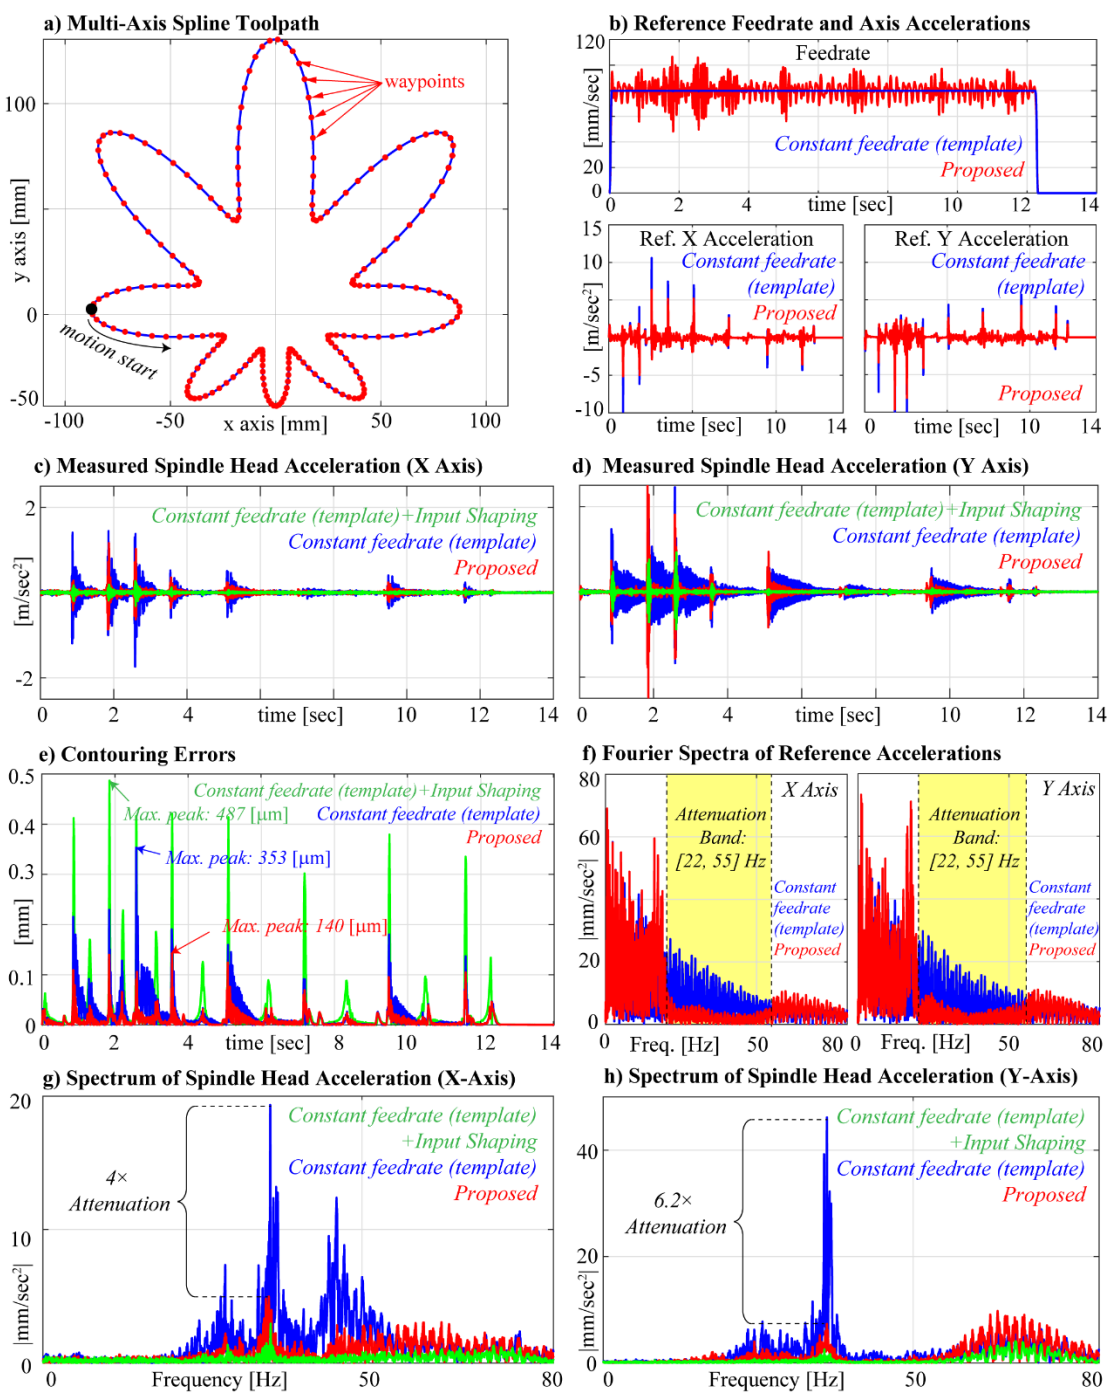 a) Multi-Axis Spline Toolpath
waypoints
100
50
0
-50
y axis [mm]
motion start
-100
-50
0
50
100
x axis [mm]
b) Reference Feedrate and Axis Accelerations
120
Feedrate
[mm/sec]
Constant feedrate (template)
Proposed
20
0
0
2
4
time [sec]
10
12
14
15
10
5
0
-5
-10
[m/sec²]
Ref. X Acceleration
Constant feedrate
(template)
Proposed
0
2
4
time [sec]
10
14
Ref. Y Acceleration
Constant feedrate
(template)
Proposed
0
2
4
time [sec]
10
14
c) Measured Spindle Head Acceleration (X Axis)
2
0
-2
[m/sec²]
Constant feedrate (template)+Input Shaping
Constant feedrate (template)
Proposed
0
2
4
time [sec]
10
12
14
d) Measured Spindle Head Acceleration (Y Axis)
Constant feedrate (template)+Input Shaping
Constant feedrate (template)
Proposed
0
2
4
time [sec]
8
10
12
14
e) Contouring Errors
0.5
0.4
0.3
0.2
0.1
0
[mm]
Constant feedrate (template)+Input Shaping
Max. peak: 487 [μm]
Constant feedrate (template)
Proposed
Max. peak: 353 [μm]
Max. peak: 140 [μm]
0
2
4
time [sec]
8
10
12
14
f) Fourier Spectra of Reference Accelerations
80
60
40
20
0
|mm/sec²|
X Axis
Attenuation
Band:
[22, 55] Hz
Constant
feedrate
(template)
Proposed
0
Freq. [Hz]
50
80
Y Axis
Attenuation
Band:
[22, 55] Hz
Constant
feedrate
(template)
Proposed
0
Freq. [Hz]
50
80
g) Spectrum of Spindle Head Acceleration (X-Axis)
20
10
0
|mm/sec²|
Constant feedrate (template)
+Input Shaping
Constant feedrate (template)
Proposed
4×
Attenuation
0
Frequency [Hz]
50
80
h) Spectrum of Spindle Head Acceleration (Y-Axis)
40
20
0
|mm/sec²|
Constant feedrate (template)
+Input Shaping
Constant feedrate (template)
Proposed
6.2×
Attenuation
0
Frequency [Hz]
50
80